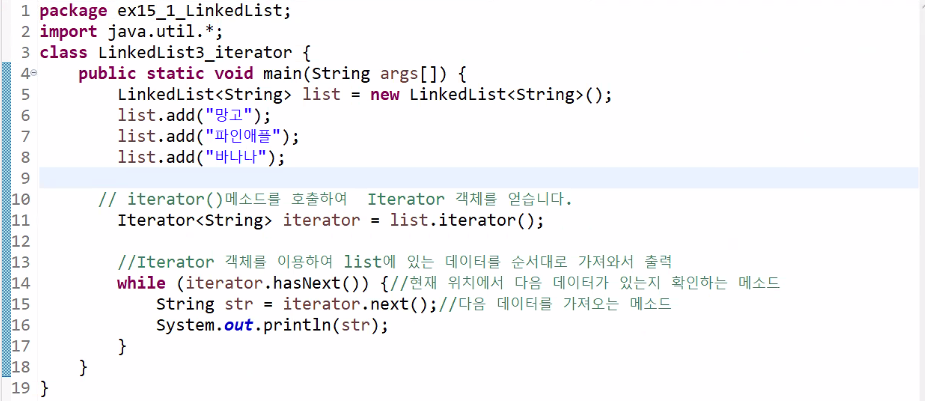 1 package ex15_1_LinkedList;
2 import java.util.*;
3 class LinkedList3_iterator {
4     public static void main(String args[]) {
5         LinkedList<String> list = new LinkedList<String>();
6         list.add("망고");
7         list.add("파인애플");
8         list.add("바나나");
9
10       // iterator()메소드를 호출하여  Iterator 객체를 얻습니다.
11         Iterator<String> iterator = list.iterator();
12
13         //Iterator 객체를 이용하여 list에 있는 데이터를 순서대로 가져와서 출력
14         while (iterator.hasNext()) {//현재 위치에서 다음 데이터가 있는지 확인하는 메소드
15             String str = iterator.next();//다음 데이터를 가져오는 메소드
16             System.out.println(str);
17         }
18     }
19 }